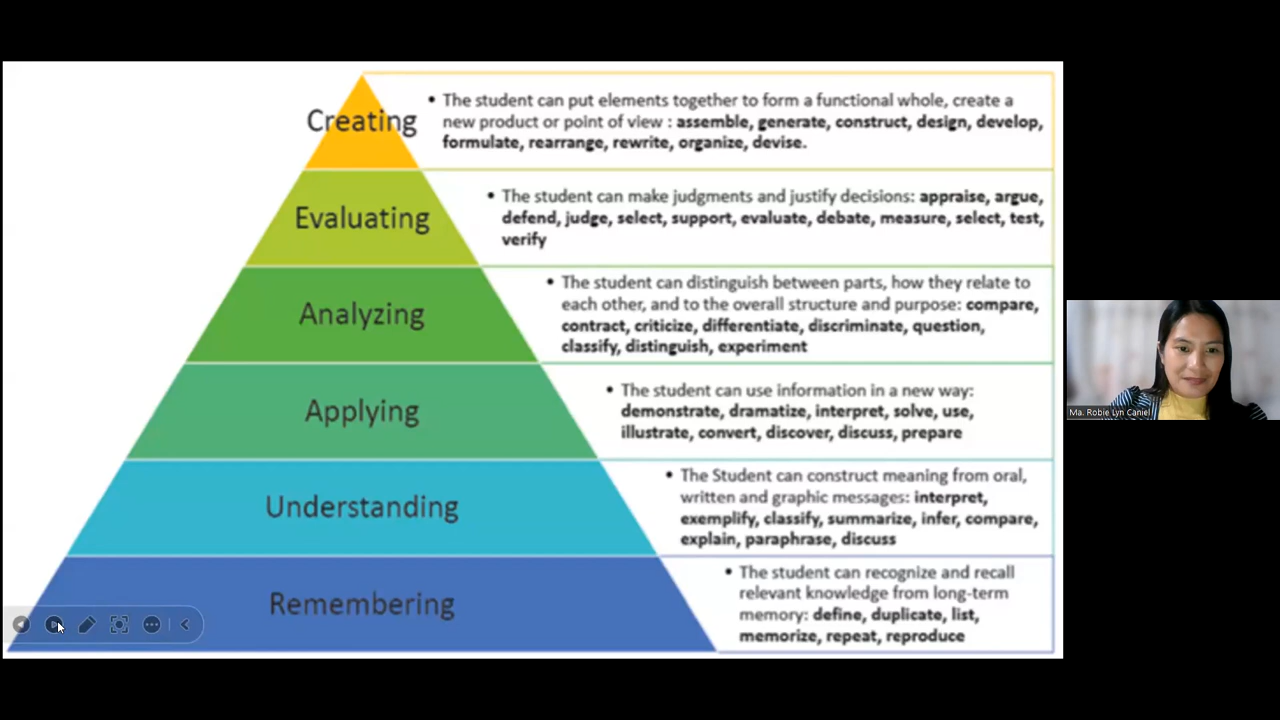 Creating
• The student can put elements together to form a functional whole, create a
new product or point of view : assemble, generate, construct, design, develop,
formulate, rearrange, rewrite, organize, devise.
Evaluating
• The student can make judgments and justify decisions: appraise, argue,
defend, judge, select, support, evaluate, debate, measure, select, test,
verify
Analyzing
• The student can distinguish between parts, how they relate to
each other, and to the overall structure and purpose: compare,
contract, criticize, differentiate, discriminate, question,
classify, distinguish, experiment
Applying
• The student can use information in a new way:
demonstrate, dramatize, interpret, solve, use,
illustrate, convert, discover, discuss, prepare
Understanding
• The Student can construct meaning from oral,
written and graphic messages: interpret,
exemplify, classify, summarize, infer, compare,
explain, paraphrase, discuss
Remembering
• The student can recognize and recall
relevant knowledge from long-term
memory: define, duplicate, list,
memorize, repeat, reproduce
Ma. Robie Lyn Caniel